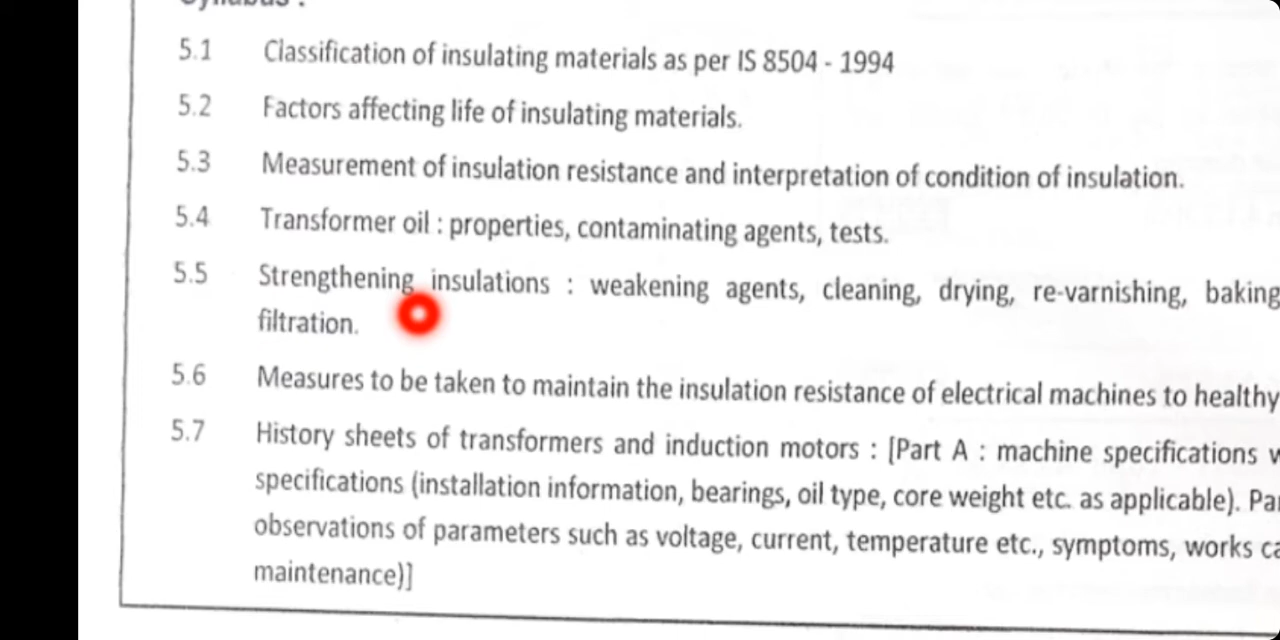 Syllabus :
5.1 Classification of insulating materials as per IS 8504 - 1994
5.2 Factors affecting life of insulating materials.
5.3 Measurement of insulation resistance and interpretation of condition of insulation.
5.4 Transformer oil : properties, contaminating agents, tests.
5.5 Strengthening insulations : weakening agents, cleaning, drying, re-varnishing, baking
filtration.
5.6 Measures to be taken to maintain the insulation resistance of electrical machines to healthy
5.7 History sheets of transformers and induction motors : [Part A : machine specifications
specifications (installation information, bearings, oil type, core weight etc. as applicable).
observations of parameters such as voltage, current, temperature etc., symptoms, works
maintenance)]